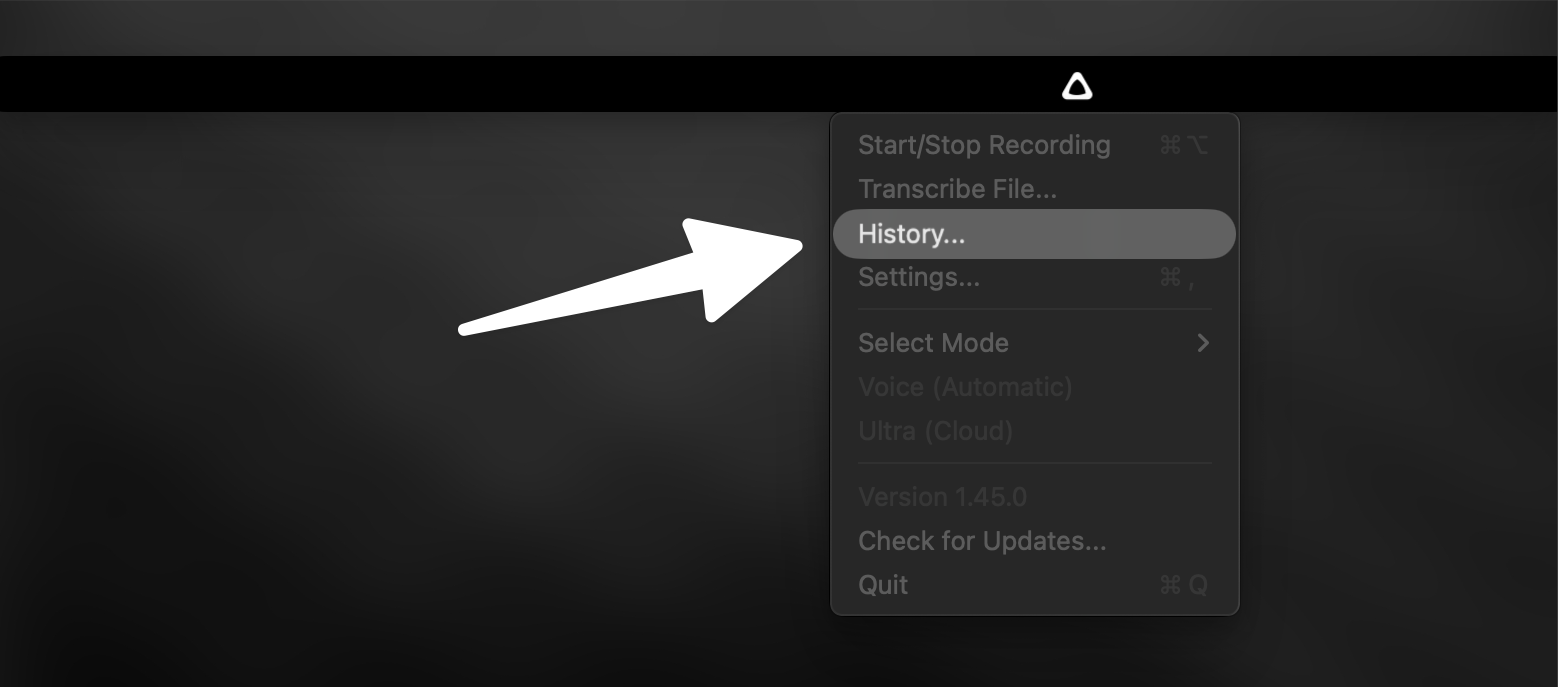 Start/Stop Recording ⌘⌥
Transcribe File...
History...
Settings... ⌘,
Select Mode
Voice (Automatic)
Ultra (Cloud)
Version 1.45.0
Check for Updates...
Quit ⌘Q